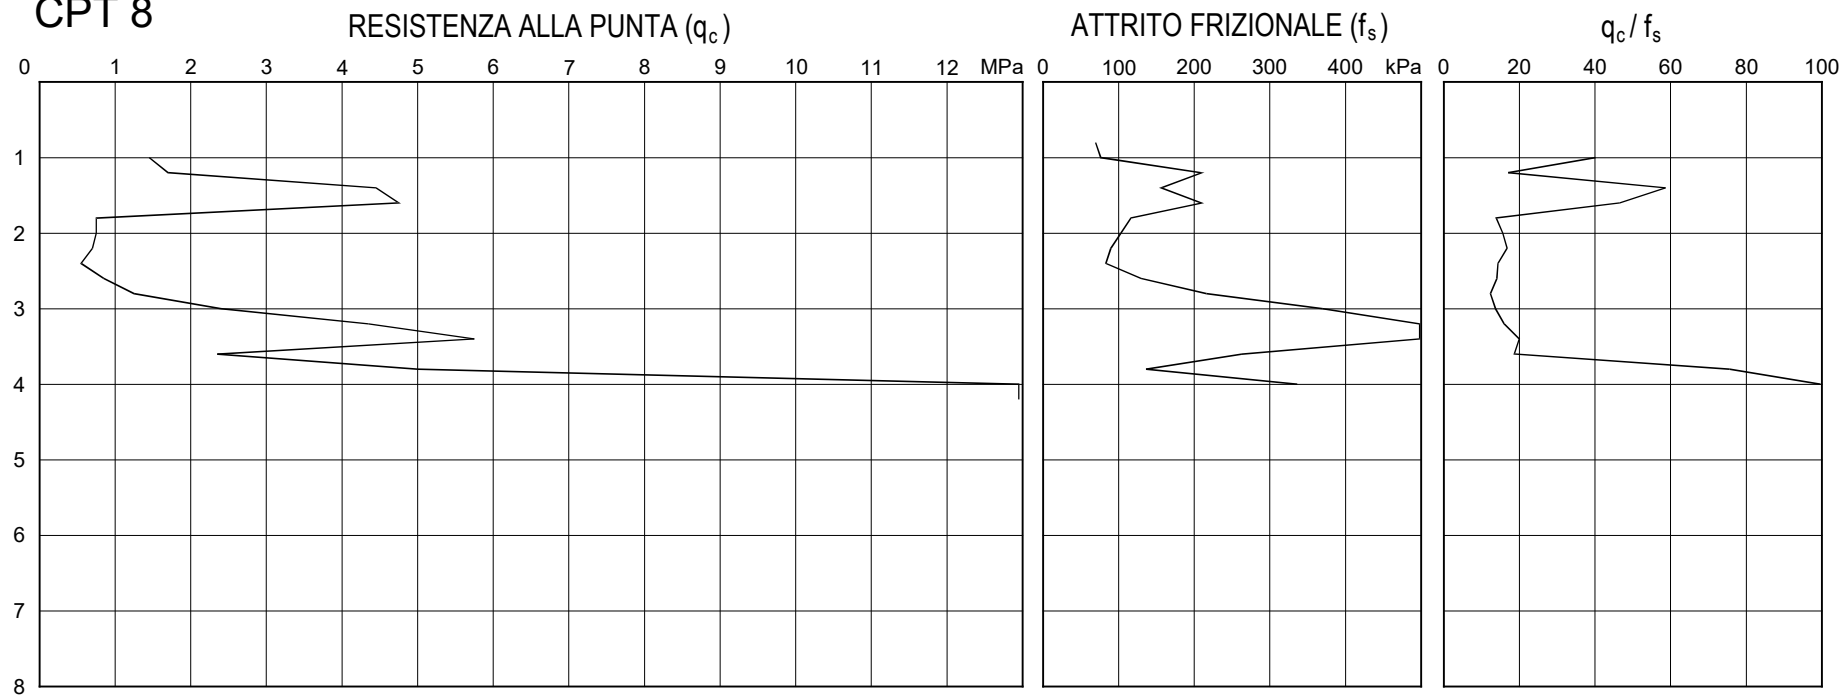 CPT 8
RESISTENZA ALLA PUNTA (qc)
ATTRITO FRIZIONALE (fs)
qc / fs
0 1 2 3 4 5 6 7 8 9 10 11 12 MPa
0 100 200 300 400 kPa
0 20 40 60 80 100
1
2
3
4
5
6
7
8